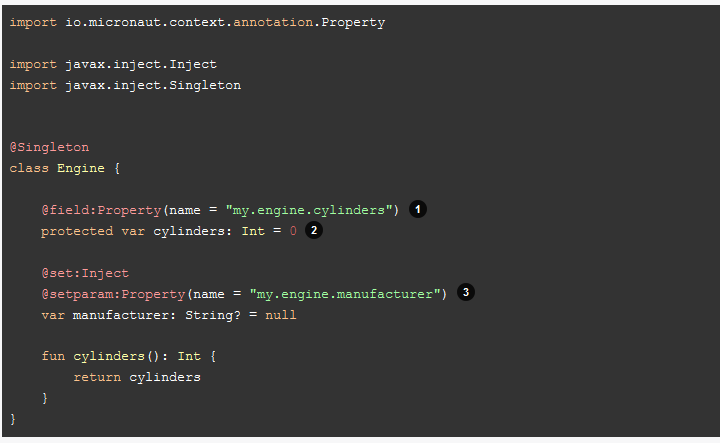 import io.micronaut.context.annotation.Property
import javax.inject.Inject
import javax.inject.Singleton
@Singleton
class Engine {
@field:Property(name = "my.engine.cylinders") 1
protected var cylinders: Int = 0 2
@set:Inject
@setparam:Property(name = "my.engine.manufacturer") 3
var manufacturer: String? = null
fun cylinders(): Int {
return cylinders
}
}